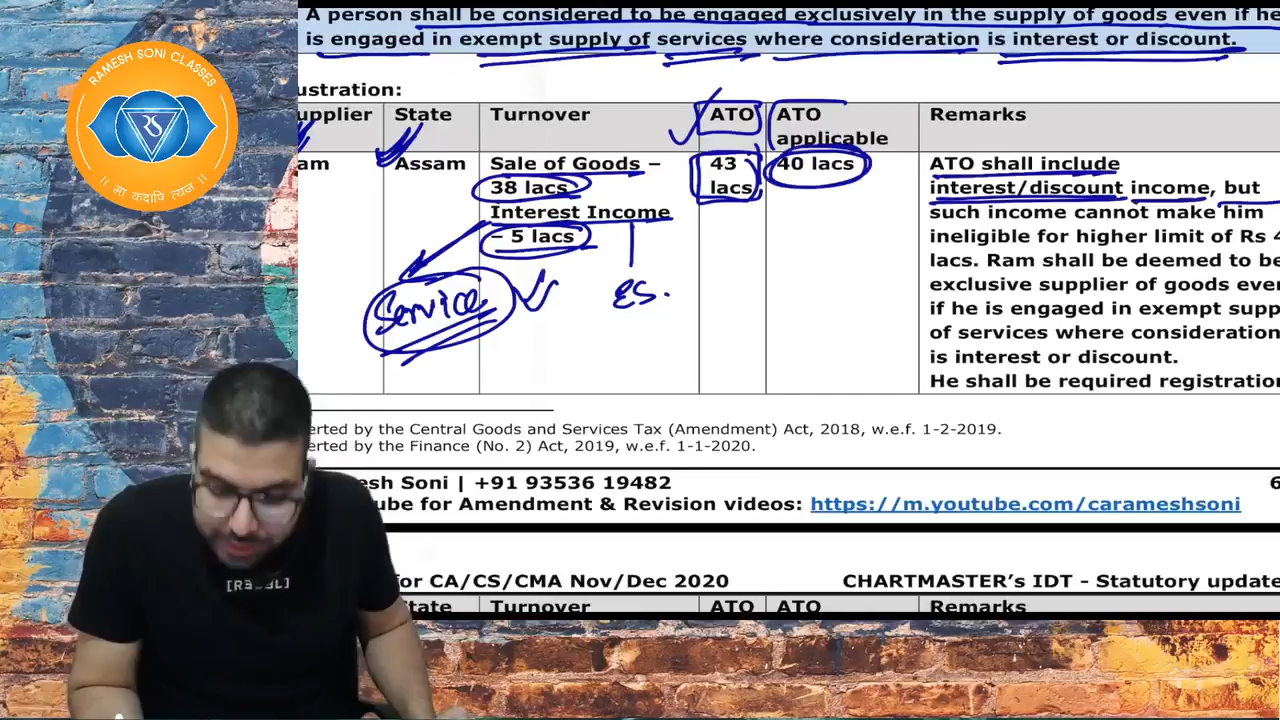 A person shall be considered to be engaged exclusively in the supply of goods even if he
is engaged in exempt supply of services where consideration is interest or discount.
RAMESH SONI CLASSES
RS
॥ मा कदापि त्यज ॥
ustration:
upplier State Turnover ATO ATO applicable Remarks
am Assam Sale of Goods – 43 40 lacs ATO shall include
38 lacs lacs interest/discount income, but
Interest Income such income cannot make him
– 5 lacs ineligible for higher limit of Rs 4
lacs. Ram shall be deemed to be
Service ES. exclusive supplier of goods even
if he is engaged in exempt supp
of services where consideration
is interest or discount.
He shall be required registration
erted by the Central Goods and Services Tax (Amendment) Act, 2018, w.e.f. 1-2-2019.
erted by the Finance (No. 2) Act, 2019, w.e.f. 1-1-2020.
esh Soni | +91 93536 19482 6
ube for Amendment & Revision videos: https://m.youtube.com/carameshsoni
for CA/CS/CMA Nov/Dec 2020 CHARTMASTER's IDT - Statutory update
State Turnover ATO ATO Remarks